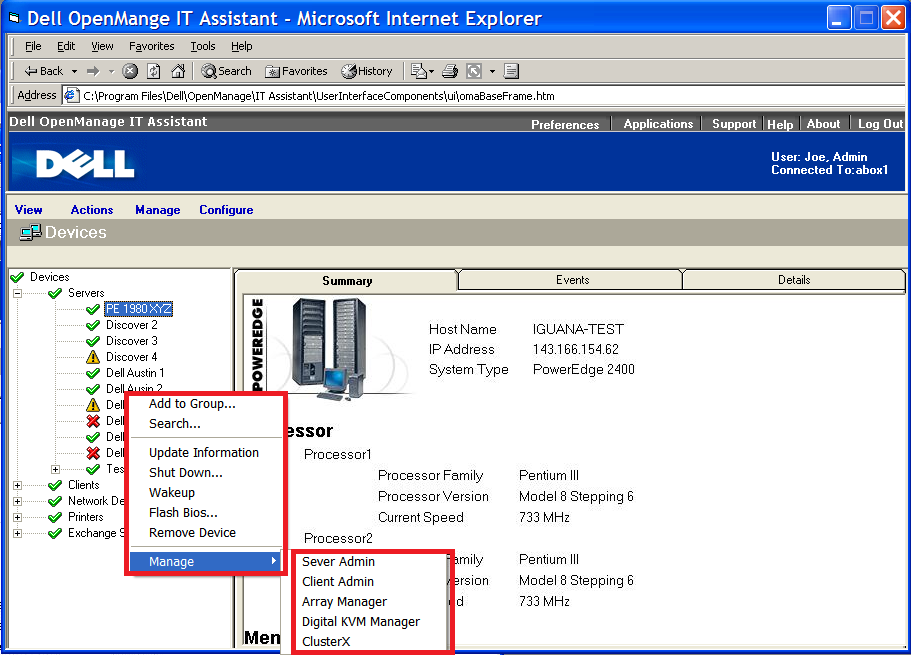 Dell OpenMange IT Assistant - Microsoft Internet Explorer
File Edit View Favorites Tools Help
Back Search Favorites History
Address C:\Program Files\Dell\OpenManage\IT Assistant\UserInterfaceComponents\ui\omaBaseFrame.htm
Dell OpenManage IT Assistant Preferences Applications Support Help About Log Out
DELL
User: Joe, Admin
Connected To:abox1
View Actions Manage Configure
Devices
Devices
Servers
PE 1980 XYZ
Discover 2
Discover 3
Discover 4
Dell Austin 1
Dell Ausin 2
Dell
Dell
Dell
Dell
Tes
Clients
Network De
Printers
Exchange S
Add to Group...
Search...
Update Information
Shut Down...
Wakeup
Flash Bios...
Remove Device
Manage
Sever Admin
Client Admin
Array Manager
Digital KVM Manager
ClusterX
Summary Events Details
POWEREDGE
Host Name IGUANA-TEST
IP Address 143.166.154.62
System Type PowerEdge 2400
essor
Processor1
Processor Family Pentium III
Processor Version Model 8 Stepping 6
Current Speed 733 MHz
Processor2
Family Pentium III
ersion Model 8 Stepping 6
ed 733 MHz
Mem